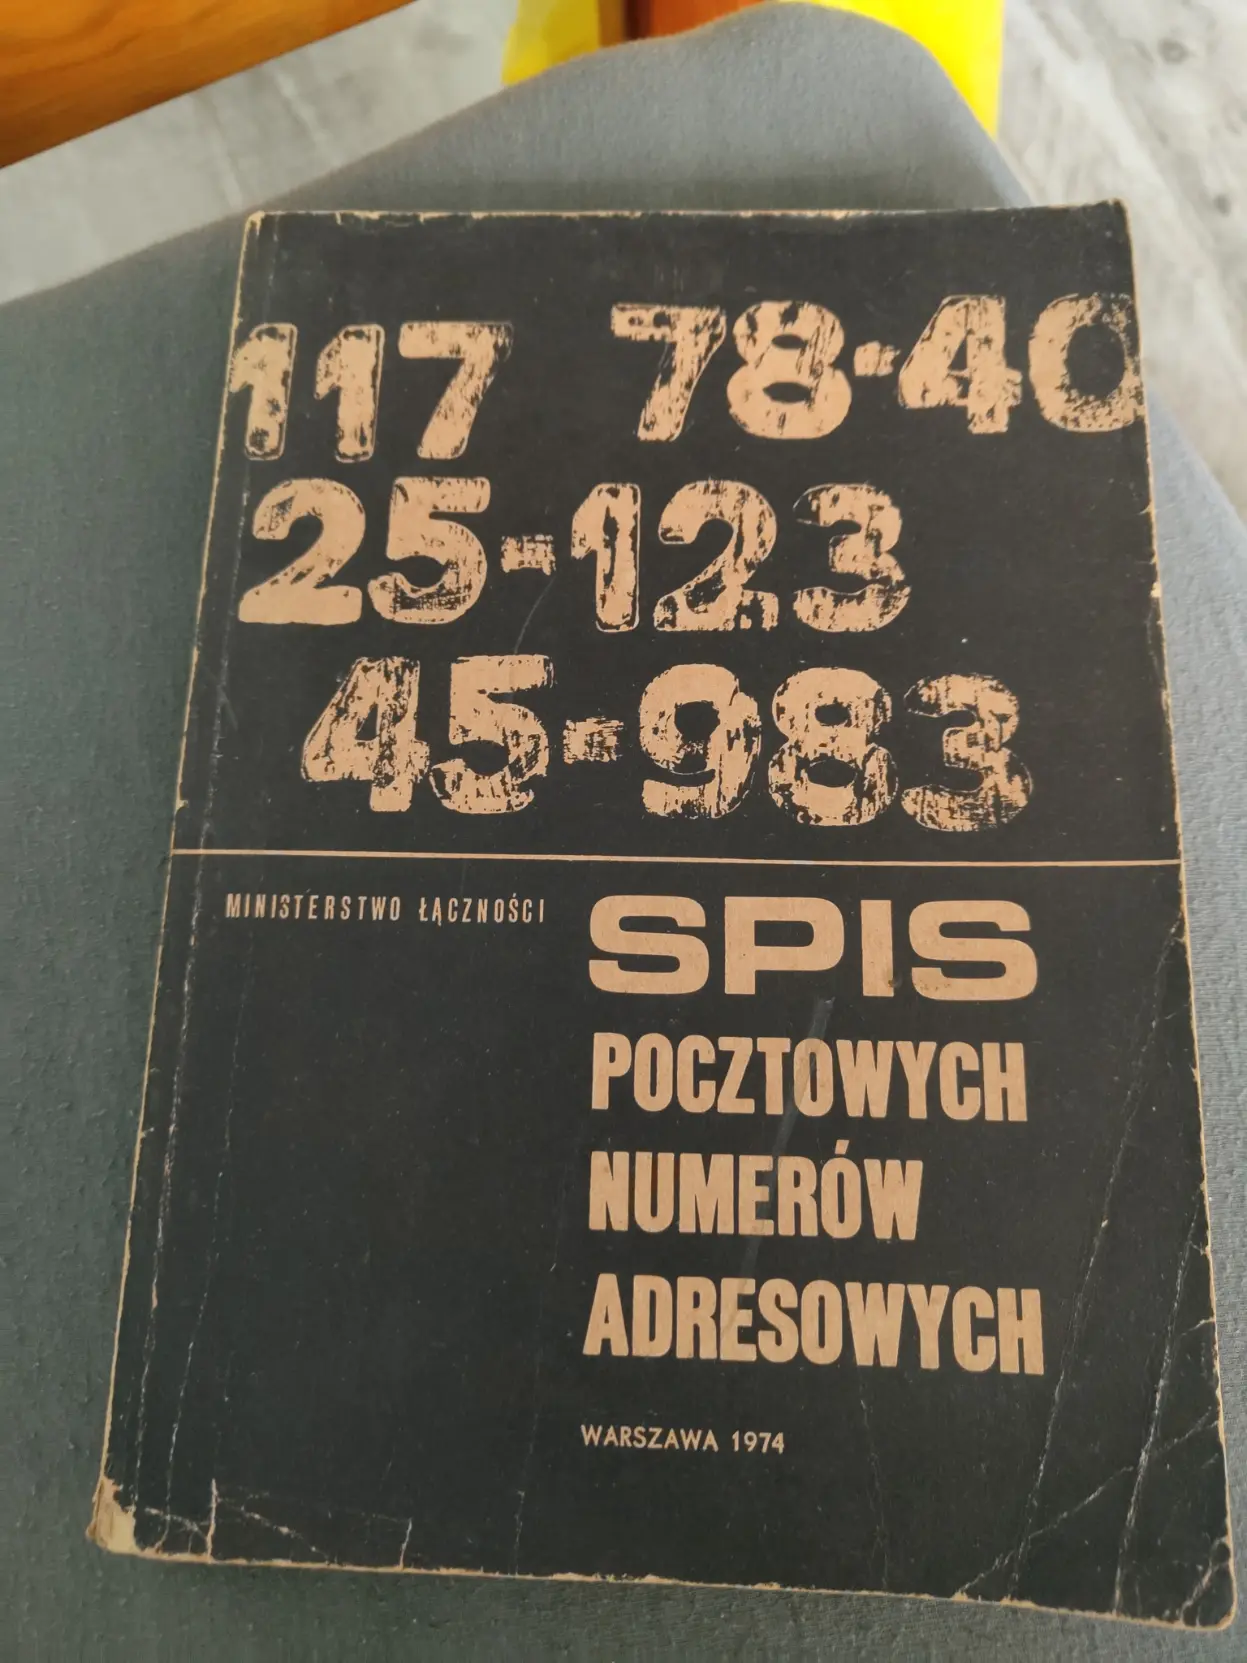 117 78-40
25-123
45-983
MINISTERSTWO ŁĄCZNOŚCI
SPIS
POCZTOWYCH
NUMERÓW
ADRESOWYCH
WARSZAWA 1974